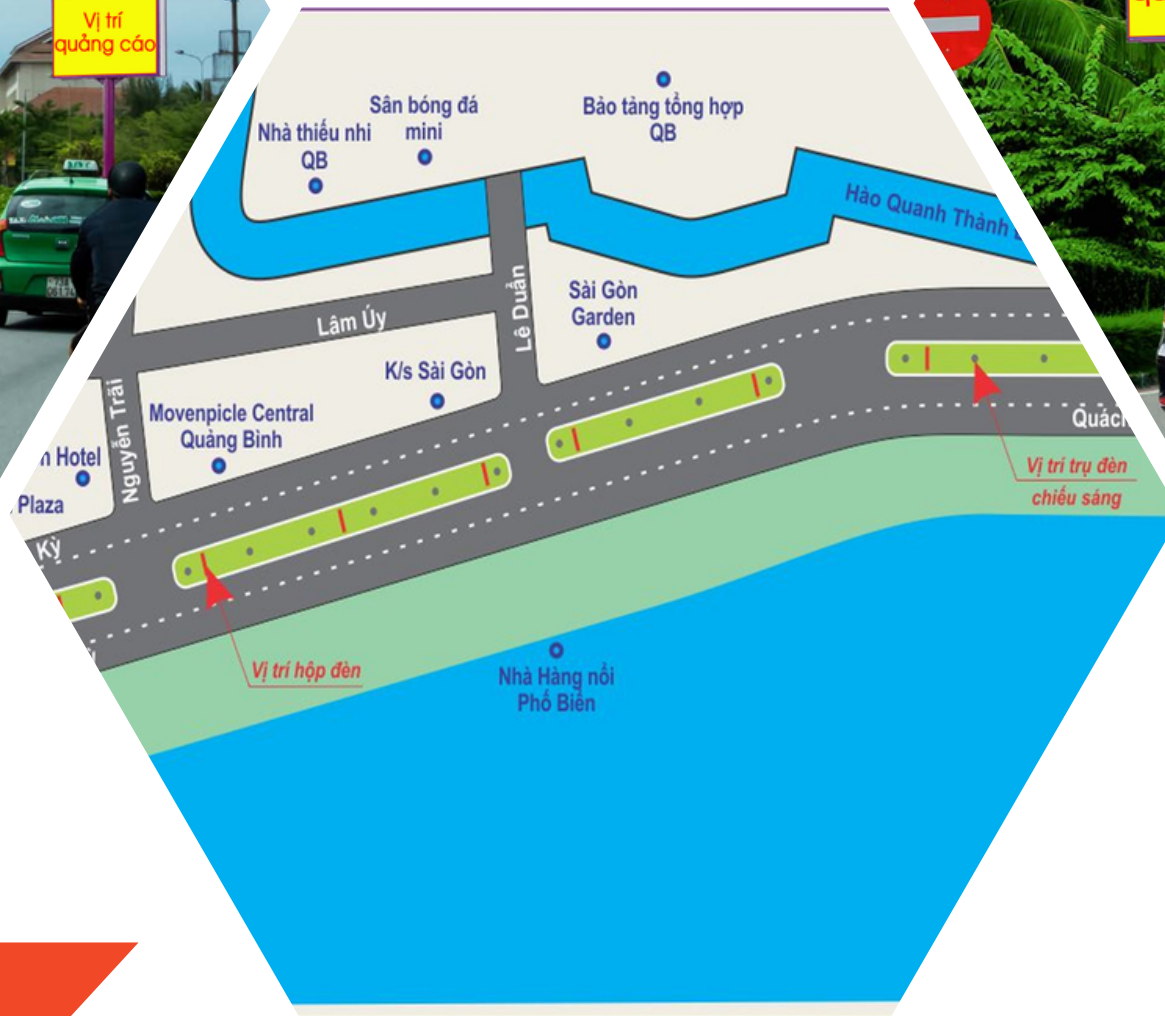 Vị trí
quảng cáo
Sân bóng đá
mini
Nhà thiếu nhi
QB
Bảo tảng tổng hợp
QB
Hào Quanh Thành
Lê Duẩn
Sài Gòn
Garden
Lâm Úy
K/s Sài Gòn
Nguyễn Trãi
Movenpicle Central
Quảng Bình
Hotel
Plaza
Kỳ
Vị trí trụ đèn
chiếu sáng
Vị trí hộp đèn
Nhà Hàng nổi
Phố Biển